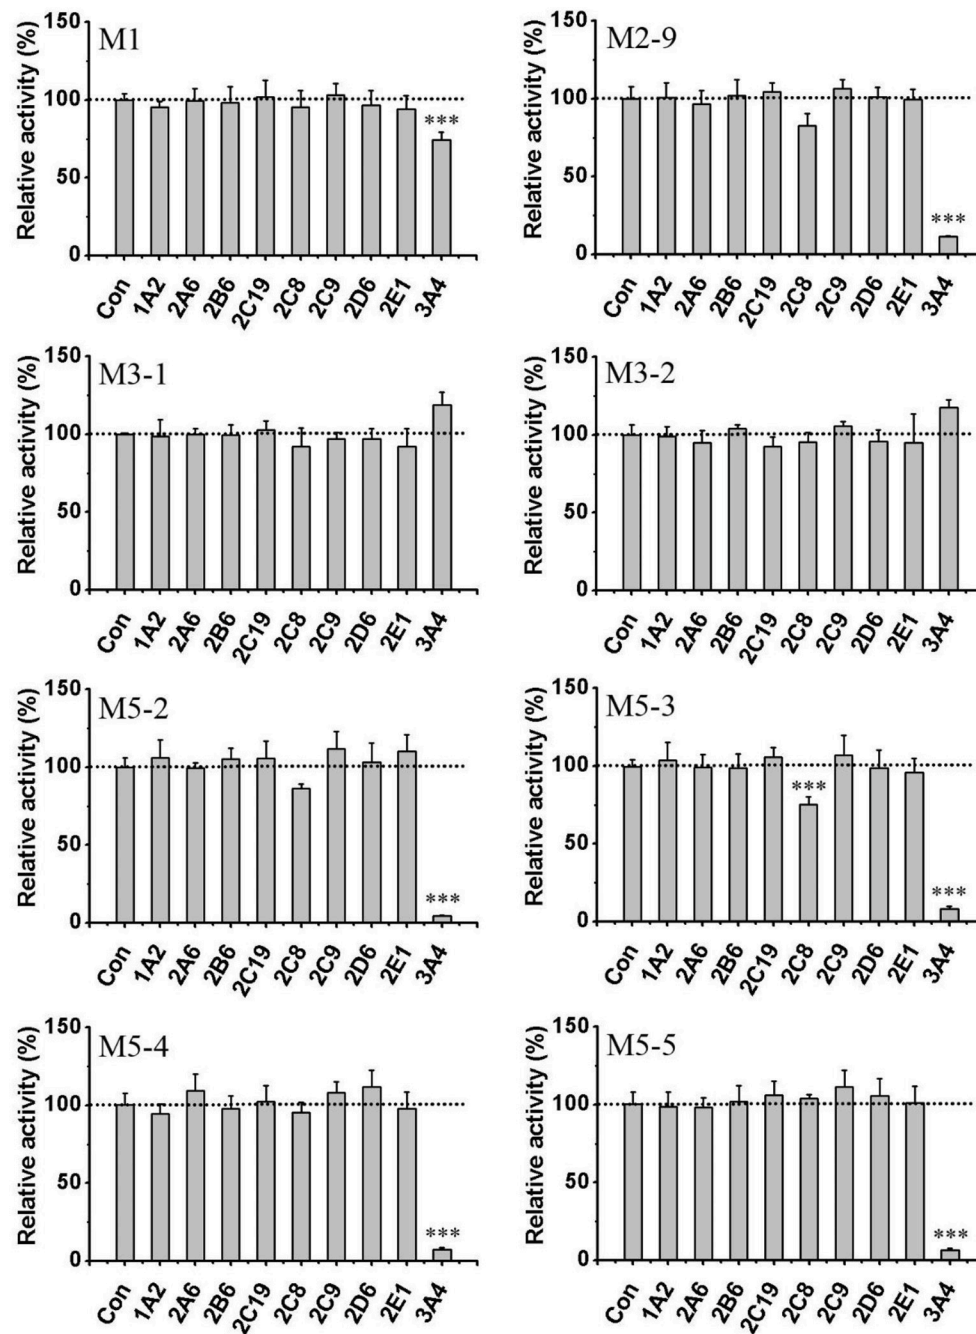 M1
Relative activity (%)
150
100
50
0
***
Con 1A2 2A6 2B6 2C19 2C8 2C9 2D6 2E1 3A4
M2-9
Relative activity (%)
150
100
50
0
***
Con 1A2 2A6 2B6 2C19 2C8 2C9 2D6 2E1 3A4
M3-1
Relative activity (%)
150
100
50
0
Con 1A2 2A6 2B6 2C19 2C8 2C9 2D6 2E1 3A4
M3-2
Relative activity (%)
150
100
50
0
Con 1A2 2A6 2B6 2C19 2C8 2C9 2D6 2E1 3A4
M5-2
Relative activity (%)
150
100
50
0
***
Con 1A2 2A6 2B6 2C19 2C8 2C9 2D6 2E1 3A4
M5-3
Relative activity (%)
150
100
50
0
***
***
Con 1A2 2A6 2B6 2C19 2C8 2C9 2D6 2E1 3A4
M5-4
Relative activity (%)
150
100
50
0
***
Con 1A2 2A6 2B6 2C19 2C8 2C9 2D6 2E1 3A4
M5-5
Relative activity (%)
150
100
50
0
***
Con 1A2 2A6 2B6 2C19 2C8 2C9 2D6 2E1 3A4